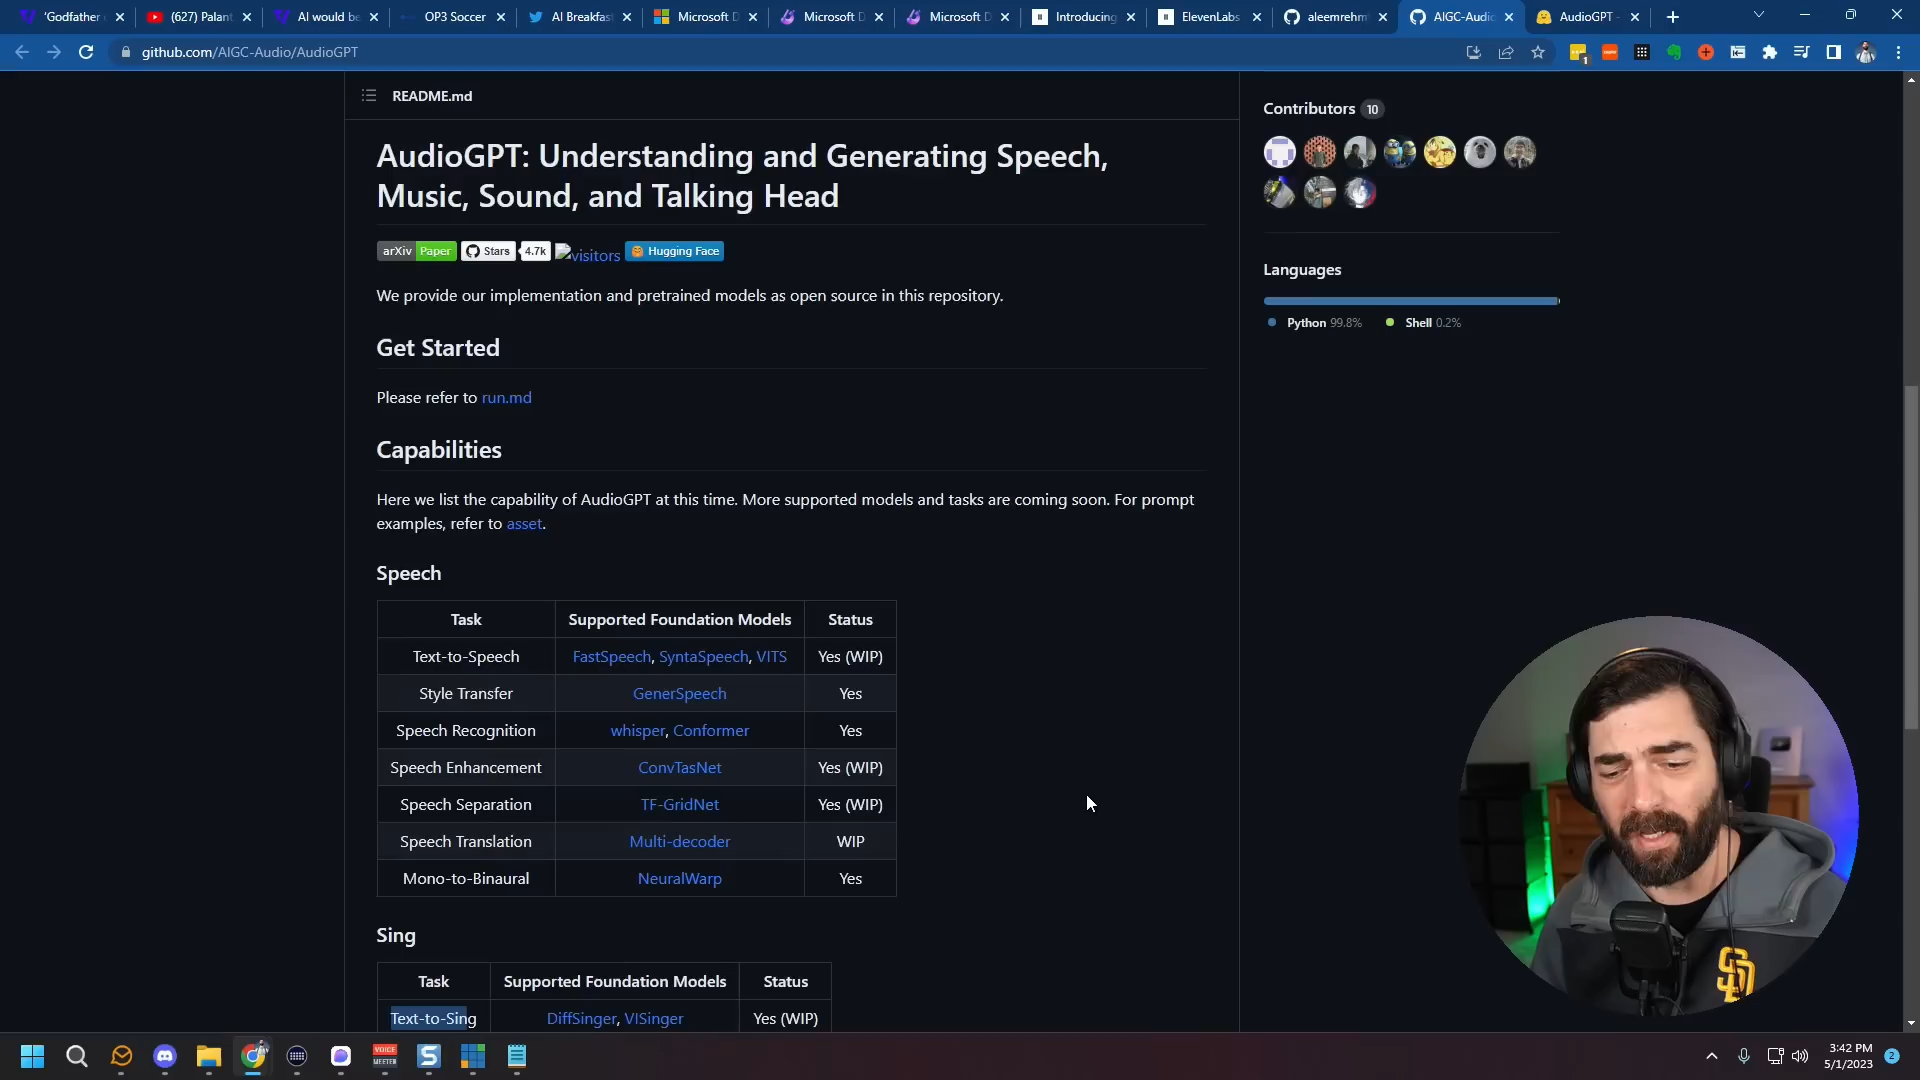 'Godfather
(627) Palant
AI would be
OP3 Soccer
AI Breakfas
Microsoft D
Microsoft D
Microsoft D
Introducing
ElevenLabs
aleemrehm
AIGC-Audio
AudioGPT -
github.com/AIGC-Audio/AudioGPT
1
README.md
AudioGPT: Understanding and Generating Speech,
Music, Sound, and Talking Head
arXiv Paper Stars 4.7k visitors Hugging Face
We provide our implementation and pretrained models as open source in this repository.
Get Started
Please refer to run.md
Capabilities
Here we list the capability of AudioGPT at this time. More supported models and tasks are coming soon. For prompt
examples, refer to asset.
Speech
Task Supported Foundation Models Status
Text-to-Speech FastSpeech, SyntaSpeech, VITS Yes (WIP)
Style Transfer GenerSpeech Yes
Speech Recognition whisper, Conformer Yes
Speech Enhancement ConvTasNet Yes (WIP)
Speech Separation TF-GridNet Yes (WIP)
Speech Translation Multi-decoder WIP
Mono-to-Binaural NeuralWarp Yes
Sing
Task Supported Foundation Models Status
Text-to-Sing DiffSinger, VISinger Yes (WIP)
Contributors 10
Languages
Python 99.8% Shell 0.2%
SD
VOICE
MEETER
3:42 PM
5/1/2023
2